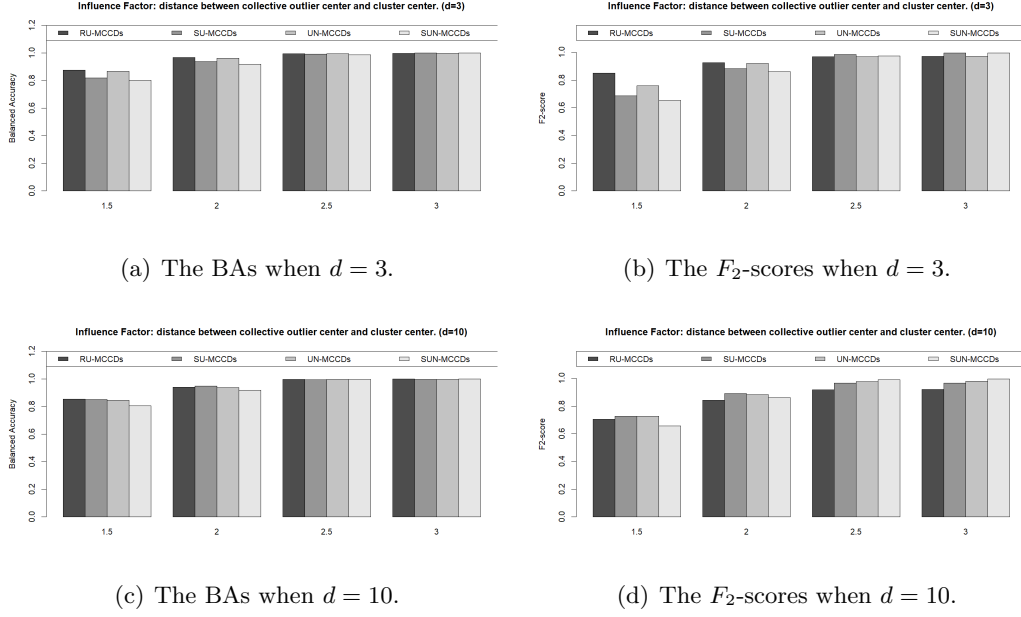 Influence Factor: distance between collective outlier center and cluster center. (d=3)
1.2
RU-MCCDs SU-MCCDs UN-MCCDs SUN-MCCDs
1.0
0.8
0.6
0.4
0.2
0.0
Balanced Accuracy
1.5 2 2.5 3
(a) The BAs when d = 3.
Influence Factor: distance between collective outlier center and cluster center. (d=3)
RU-MCCDs SU-MCCDs UN-MCCDs SUN-MCCDs
1.0
0.8
0.6
0.4
0.2
0.0
F2-score
1.5 2 2.5 3
(b) The F₂-scores when d = 3.
Influence Factor: distance between collective outlier center and cluster center. (d=10)
1.2
RU-MCCDs SU-MCCDs UN-MCCDs SUN-MCCDs
1.0
0.8
0.6
0.4
0.2
0.0
Balanced Accuracy
1.5 2 2.5 3
(c) The BAs when d = 10.
Influence Factor: distance between collective outlier center and cluster center. (d=10)
RU-MCCDs SU-MCCDs UN-MCCDs SUN-MCCDs
1.0
0.8
0.6
0.4
0.2
0.0
F2-score
1.5 2 2.5 3
(d) The F₂-scores when d = 10.